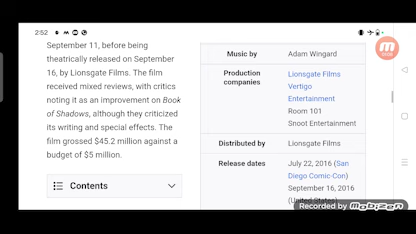 2:52
September 11, before being
theatrically released on September
16, by Lionsgate Films. The film
received mixed reviews, with critics
noting it as an improvement on Book
of Shadows, although they criticized
its writing and special effects. The
film grossed $45.2 million against a
budget of $5 million.
Contents
Music by Adam Wingard
Production Lionsgate Films
companies Vertigo
Entertainment
Room 101
Snoot Entertainment
Distributed by Lionsgate Films
Release dates July 22, 2016 (San
Diego Comic-Con)
September 16, 2016
(United States)
Recorded by Mobizen